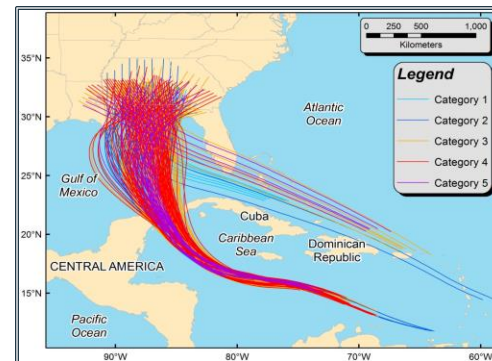 0 250 500 1,000
Kilometers
Legend
Category 1
Category 2
Category 3
Category 4
Category 5
35°N
30°N
25°N
20°N
15°N
Atlantic
Ocean
Gulf of
Mexico
Cuba
Caribbean
Sea
Dominican
Republic
CENTRAL AMERICA
Pacific
Ocean
90°W 80°W 70°W 60°W